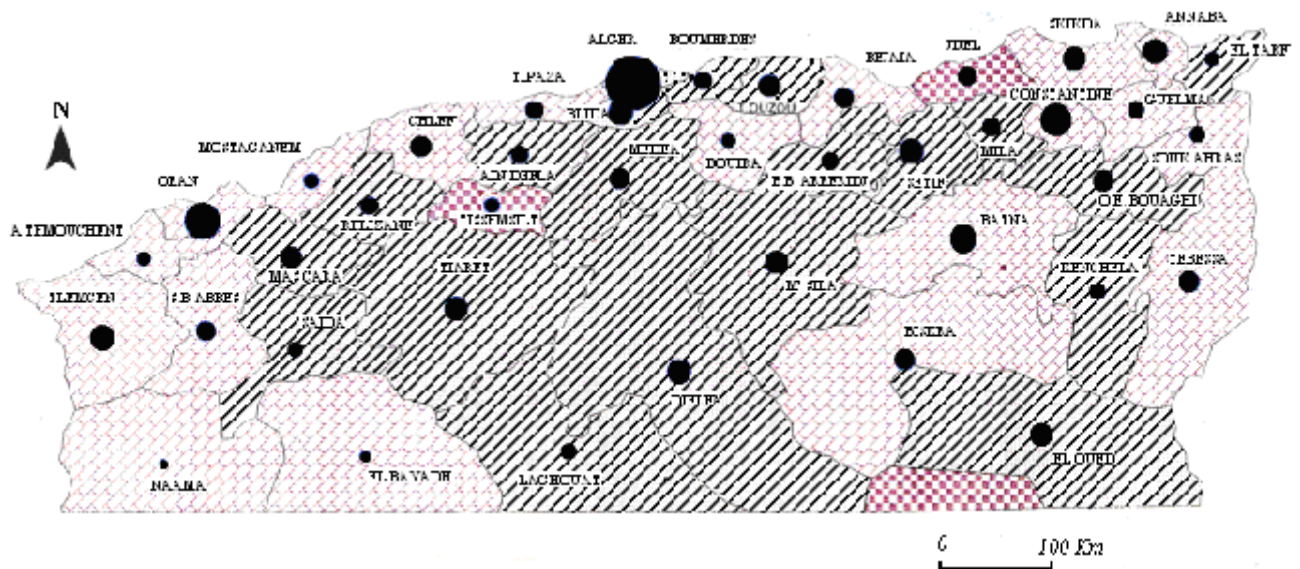 SKIKDA
ANNABA
ALGER
BOUMERDES
JIJEL
EL TARF
BEJAIA
TIPAZA
CONSTANTINE
GUELMA
N
BLIDA
CHLEF
MEDEA
BOUIRA
MILA
SOUK AHRAS
MOSTAGANEM
AIN DEFLA
B.B ARRERIDJ
SETIF
ORAN
O.E. BOUAGHI
RELIZANE
TISSEMSILT
BATNA
A.TEMOUCHENT
TIARET
MASCARA
KENCHELA
TEBESSA
M'SILA
TLEMCEN
S.B.ABBES
SAIDA
BISKRA
DJELFA
EL OUED
NAAMA
EL BAYADH
LAGHOUAT
0 100 Km